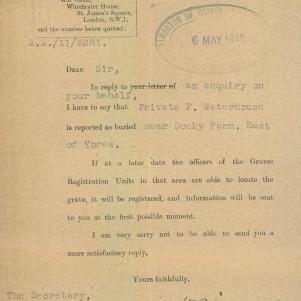 Winchester House,
St. James's Square,
London, S.W.1,
and the number below quoted:
6 MAY 1919
DEAR Sir,
In reply to your letter of an enquiry on
your behalf,
I have to say that Private F. Waterhouse
is reported as buried near Docky Farm, East
of Ypres.
If at a later date the officers of the Graves
Registration Units in that area are able to locate the
grave, it will be registered, and information will be sent
to you at the first possible moment.
I am very sorry not to be able to send you a
more satisfactory reply,
Yours faithfully,
The Secretary,